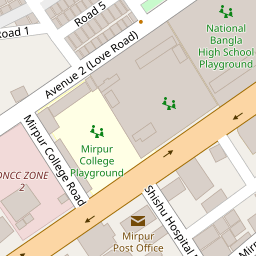 Road 5
Road 1
Avenue 2 (Love Road)
National
Bangla
High School
Playground
Mirpur College Road
Mirpur
College
Playground
DNCC ZONE
2
Shishu Hospital
Mirpur
Post Office